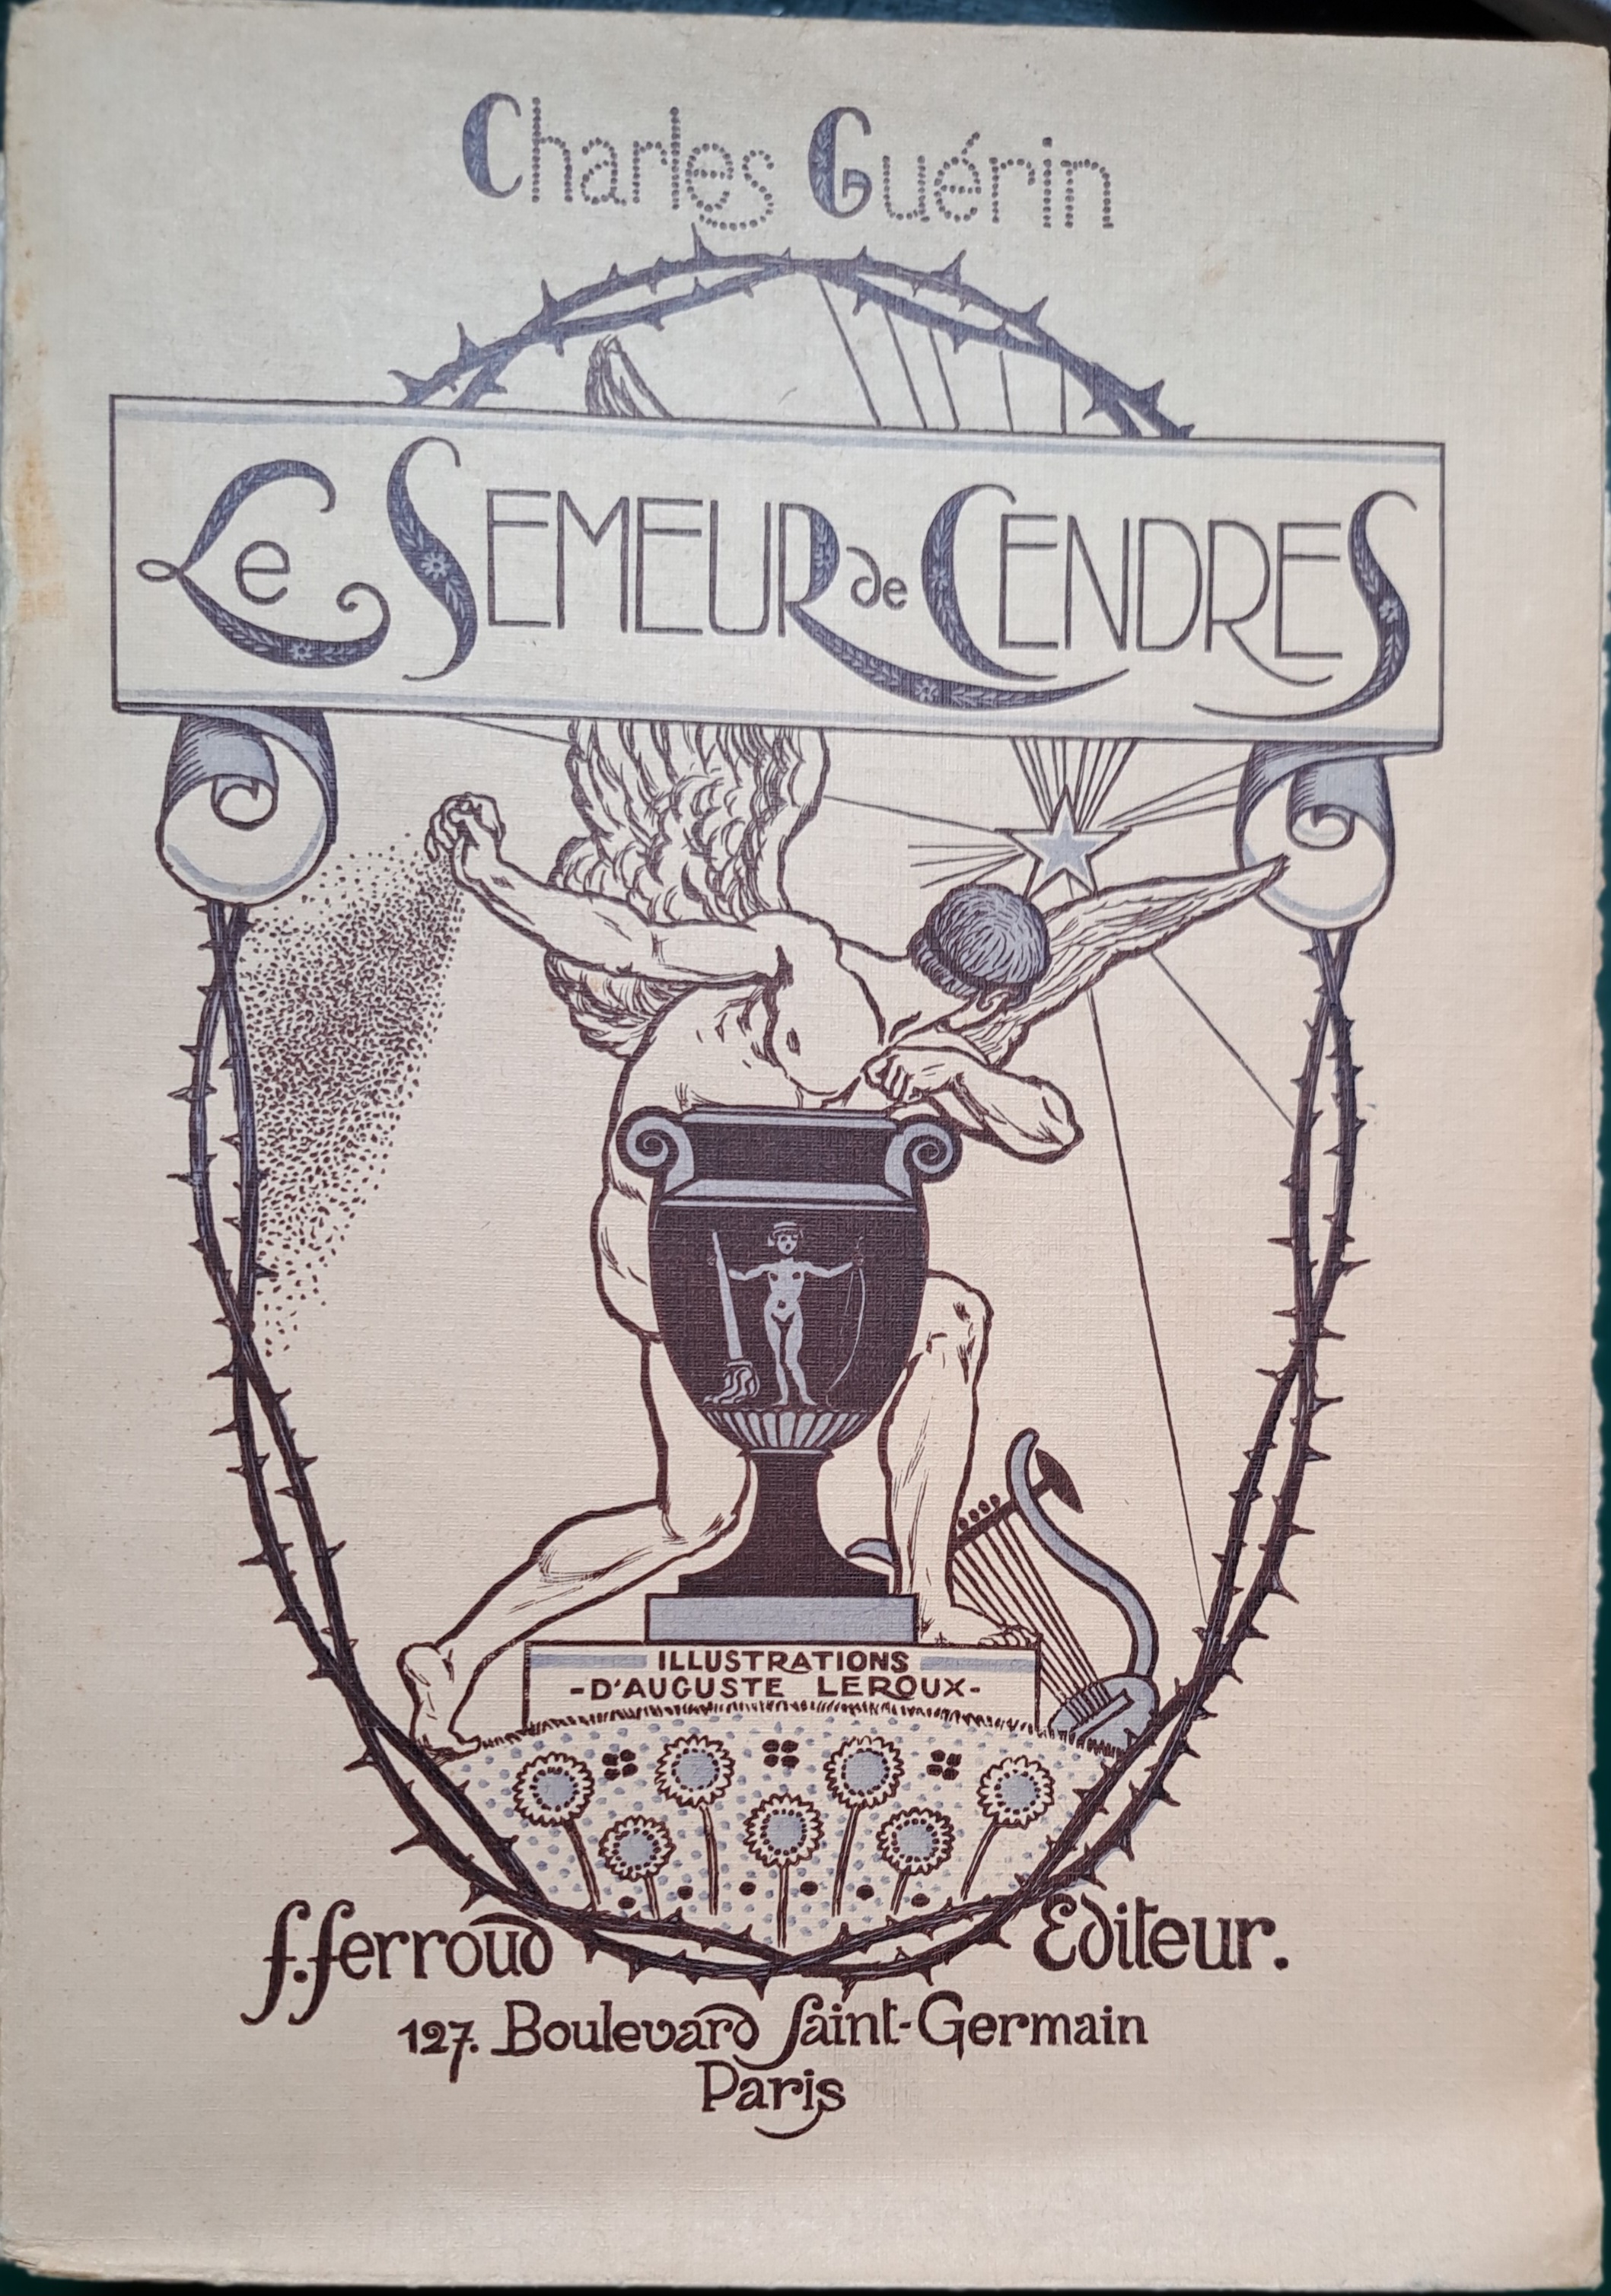 Charles Guérin
Le SEMEUR de CENDRES
ILLUSTRATIONS
-D'AUGUSTE LEROUX-
F. Ferroud Editeur.
127. Boulevard Saint-Germain
Paris